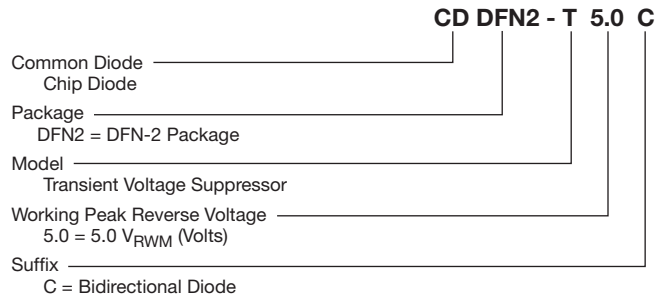 CD DFN2 - T 5.0 C
Common Diode
Chip Diode
Package
DFN2 = DFN-2 Package
Model
Transient Voltage Suppressor
Working Peak Reverse Voltage
5.0 = 5.0 VRWM (Volts)
Suffix
C = Bidirectional Diode